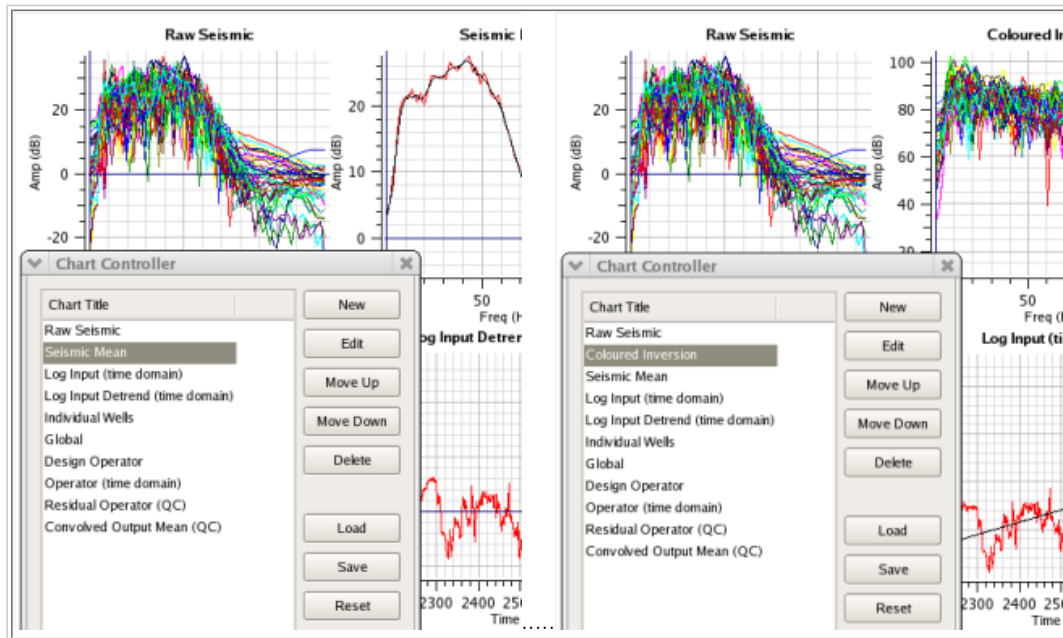 Raw Seismic
Seismic I
Amp (dB)
20
0
-20
Amp (dB)
20
10
0
50
Freq (H
Chart Controller
Chart Title
Raw Seismic
Seismic Mean
Log Input (time domain)
Log Input Detrend (time domain)
Individual Wells
Global
Design Operator
Operator (time domain)
Residual Operator (QC)
Convolved Output Mean (QC)
New
Edit
Move Up
Move Down
Delete
Load
Save
Reset
og Input Detren
2300 2400 250
Time
.....
Raw Seismic
Coloured In
Amp (dB)
20
0
-20
Amp (dB)
100
80
60
40
20
50
Freq (H
Chart Controller
Chart Title
Raw Seismic
Coloured Inversion
Seismic Mean
Log Input (time domain)
Log Input Detrend (time domain)
Individual Wells
Global
Design Operator
Operator (time domain)
Residual Operator (QC)
Convolved Output Mean (QC)
New
Edit
Move Up
Move Down
Delete
Load
Save
Reset
Log Input (ti
2300 2400 250
Time